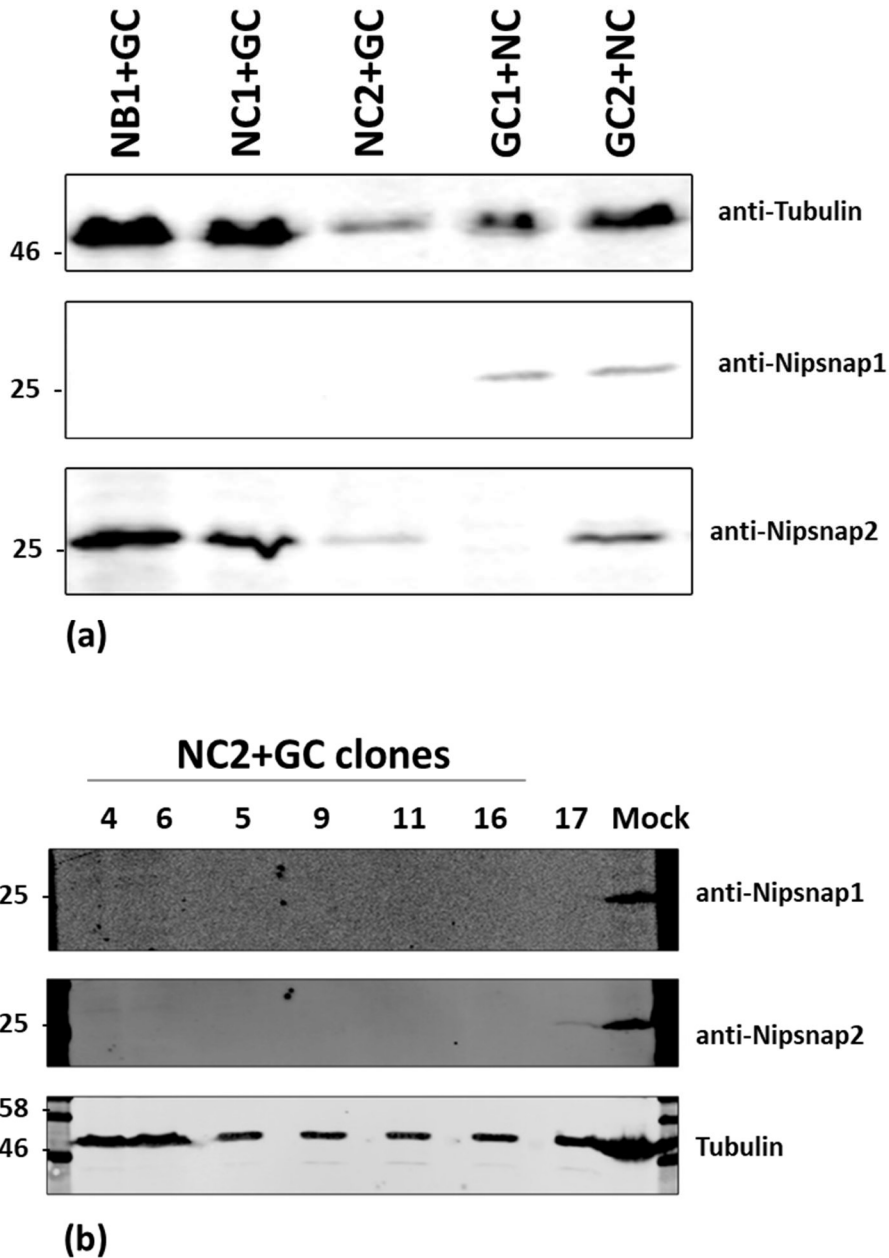 NB1+GC NC1+GC NC2+GC GC1+NC GC2+NC
anti-Tubulin
46 -
anti-Nipsnap1
25 -
anti-Nipsnap2
25 -
(a)
NC2+GC clones
4 6 5 9 11 16 17 Mock
25 - anti-Nipsnap1
25 - anti-Nipsnap2
58 -
46 - Tubulin
(b)